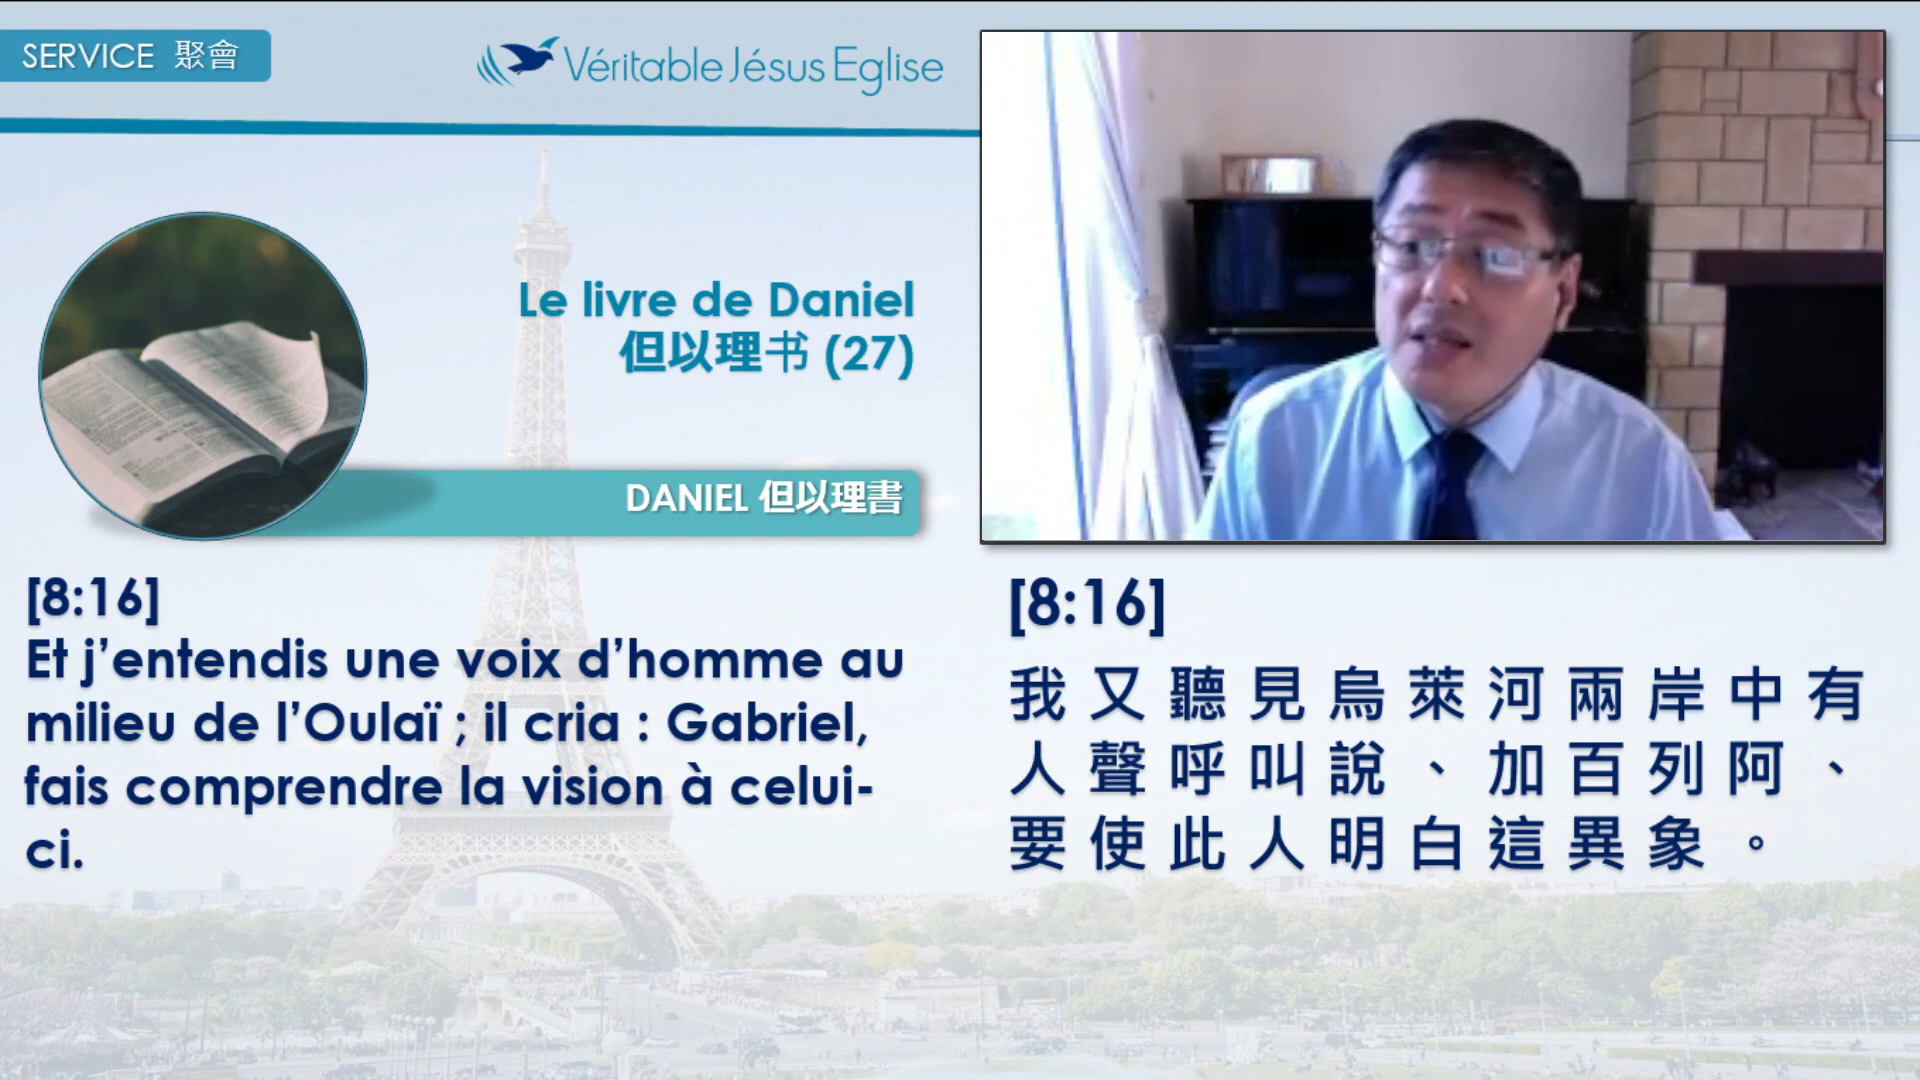 SERVICE 聚會
Véritable Jésus Eglise
Le livre de Daniel
但以理书 (27)
DANIEL 但以理書
[8:16]
Et j’entendis une voix d’homme au
milieu de l’Oulaï ; il cria : Gabriel,
fais comprendre la vision à celui-
ci.
[8:16]
我又聽見烏萊河兩岸中有
人聲呼叫說、加百列阿、
要使此人明白這異象。